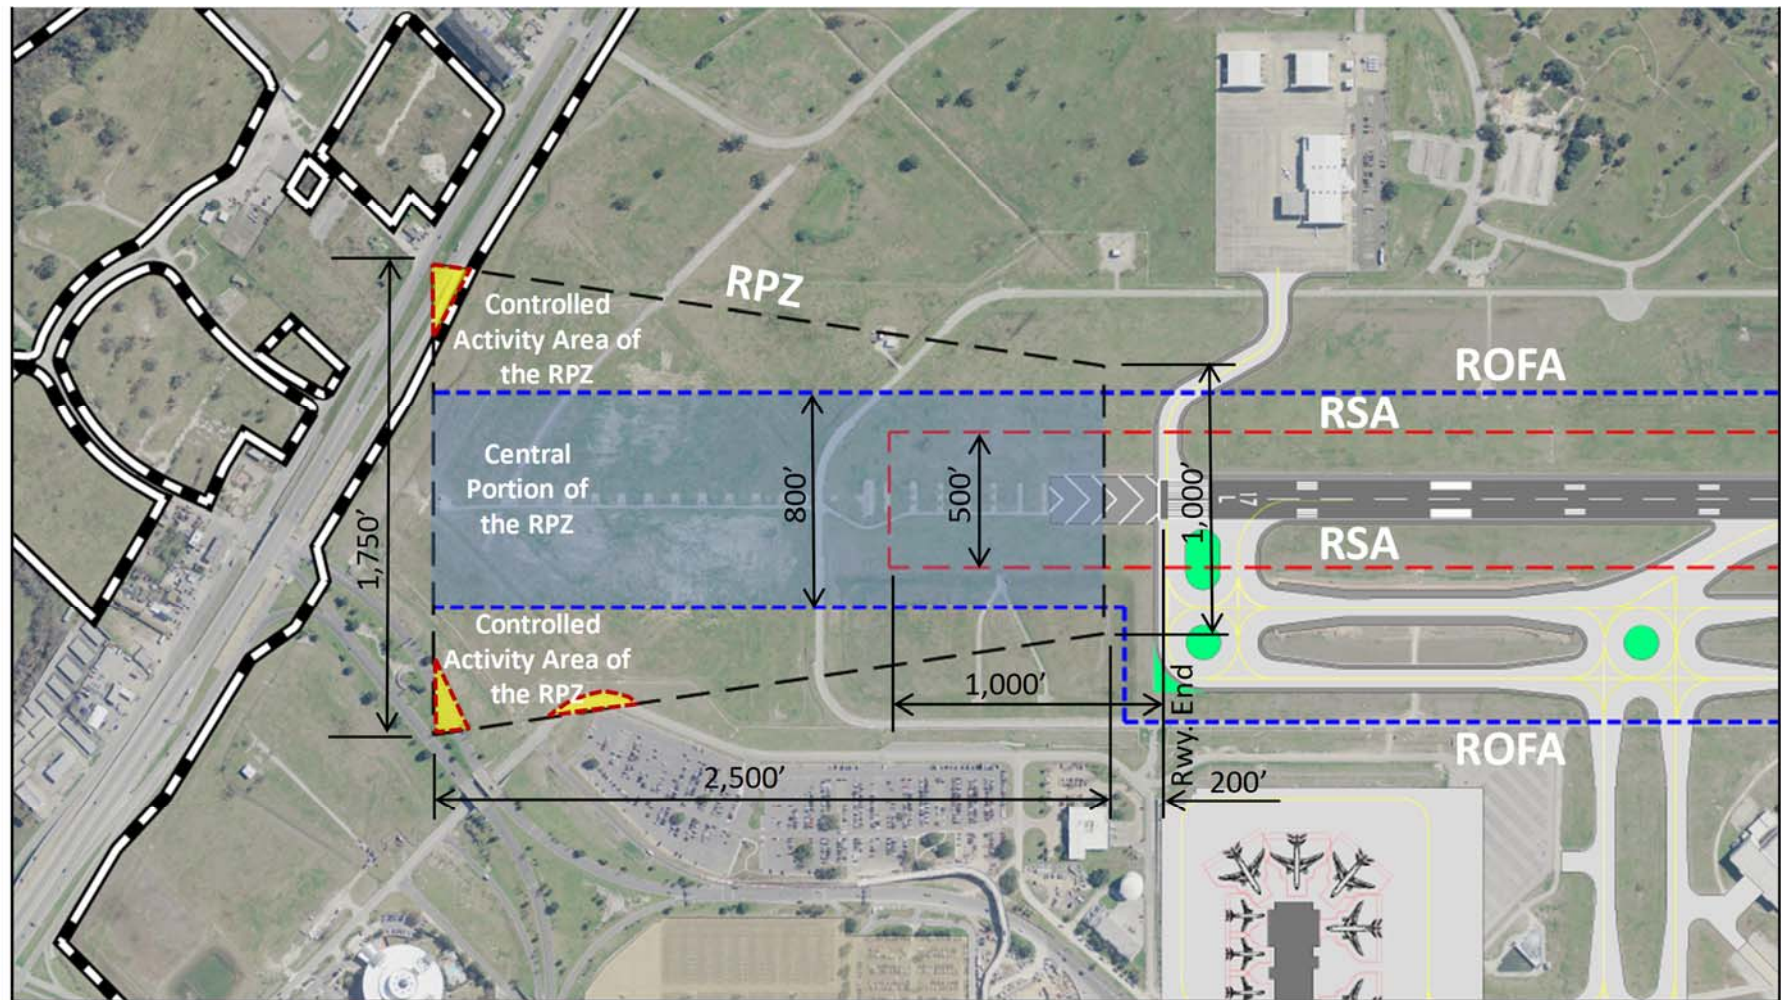 RPZ
Controlled
Activity Area of
the RPZ
ROFA
RSA
Central
Portion of
the RPZ
800’
500’
1,000’
17
L
1,750’
RSA
Controlled
Activity Area of
the RPZ
1,000’
Rwy. End
ROFA
2,500’
200’